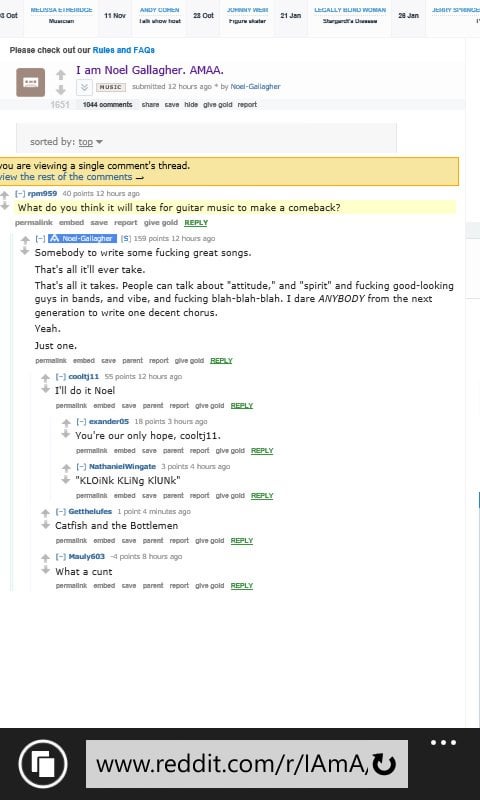 3 Oct MELISSA ETHERIDGE Musician 11 Nov ANDY COHEN Talk show host 23 Oct JOHNNY WEIR Figure skater 21 Jan LEGALLY BLIND WOMAN Stargardt's Disease 26 Jan JERRY SPRINGE
Please check out our Rules and FAQs
I am Noel Gallagher. AMAA.
MUSIC submitted 12 hours ago * by Noel-Gallagher
1651 1044 comments share save hide give gold report
sorted by: top
you are viewing a single comment's thread.
view the rest of the comments →
[–] rpm959 40 points 12 hours ago
What do you think it will take for guitar music to make a comeback?
permalink embed save report give gold REPLY
[–] Noel-Gallagher [S] 159 points 12 hours ago
Somebody to write some fucking great songs.
That's all it'll ever take.
That's all it takes. People can talk about "attitude," and "spirit" and fucking good-looking
guys in bands, and vibe, and fucking blah-blah-blah. I dare ANYBODY from the next
generation to write one decent chorus.
Yeah.
Just one.
permalink embed save parent report give gold REPLY
[–] cooltj11 55 points 12 hours ago
I'll do it Noel
permalink embed save parent report give gold REPLY
[–] exander05 18 points 3 hours ago
You're our only hope, cooltj11.
permalink embed save parent report give gold REPLY
[–] NathanielWingate 3 points 4 hours ago
"KLOiNk KLiNg KlUNk"
permalink embed save parent report give gold REPLY
[–] Getthelufes 1 point 4 minutes ago
Catfish and the Bottlemen
permalink embed save parent report give gold REPLY
[–] Mauly603 -4 points 8 hours ago
What a cunt
permalink embed save parent report give gold REPLY
www.reddit.com/r/IAmA/